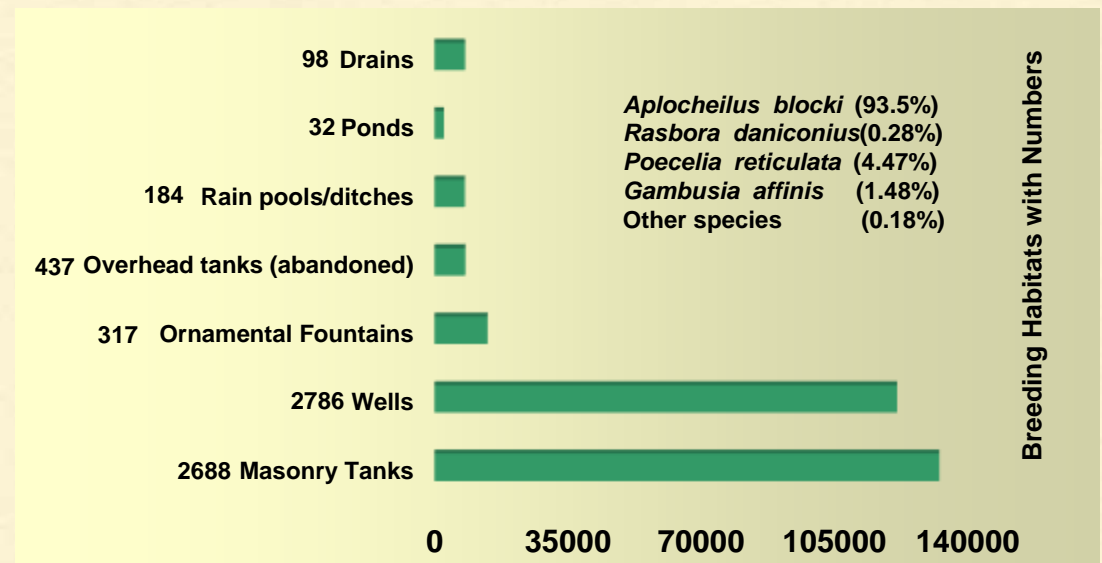 98 Drains
32 Ponds
184 Rain pools/ditches
437 Overhead tanks (abandoned)
317 Ornamental Fountains
2786 Wells
2688 Masonry Tanks
Aplocheilus blocki (93.5%)
Rasbora daniconius(0.28%)
Poecelia reticulata (4.47%)
Gambusia affinis (1.48%)
Other species (0.18%)
Breeding Habitats with Numbers
0 35000 70000 105000 140000